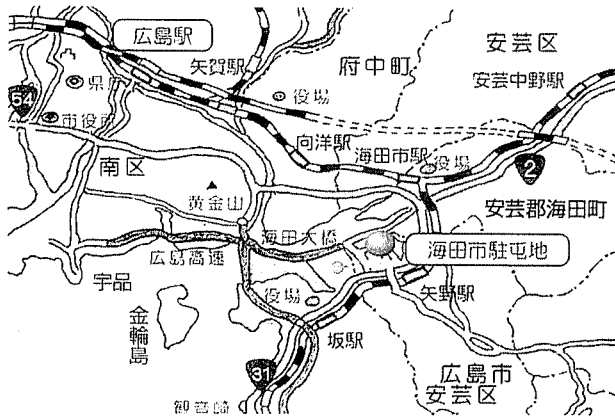 広島駅
安芸区
矢賀駅
府中町
安芸中野駅
県庁
役場
54
市役所
向洋駅
海田市駅
役場
2
南区
黄金山
安芸郡海田町
海田大橋
海田市駐屯地
広島高速
宇品
役場
矢野駅
金輪島
坂駅
31
広島市
安芸区
観音崎